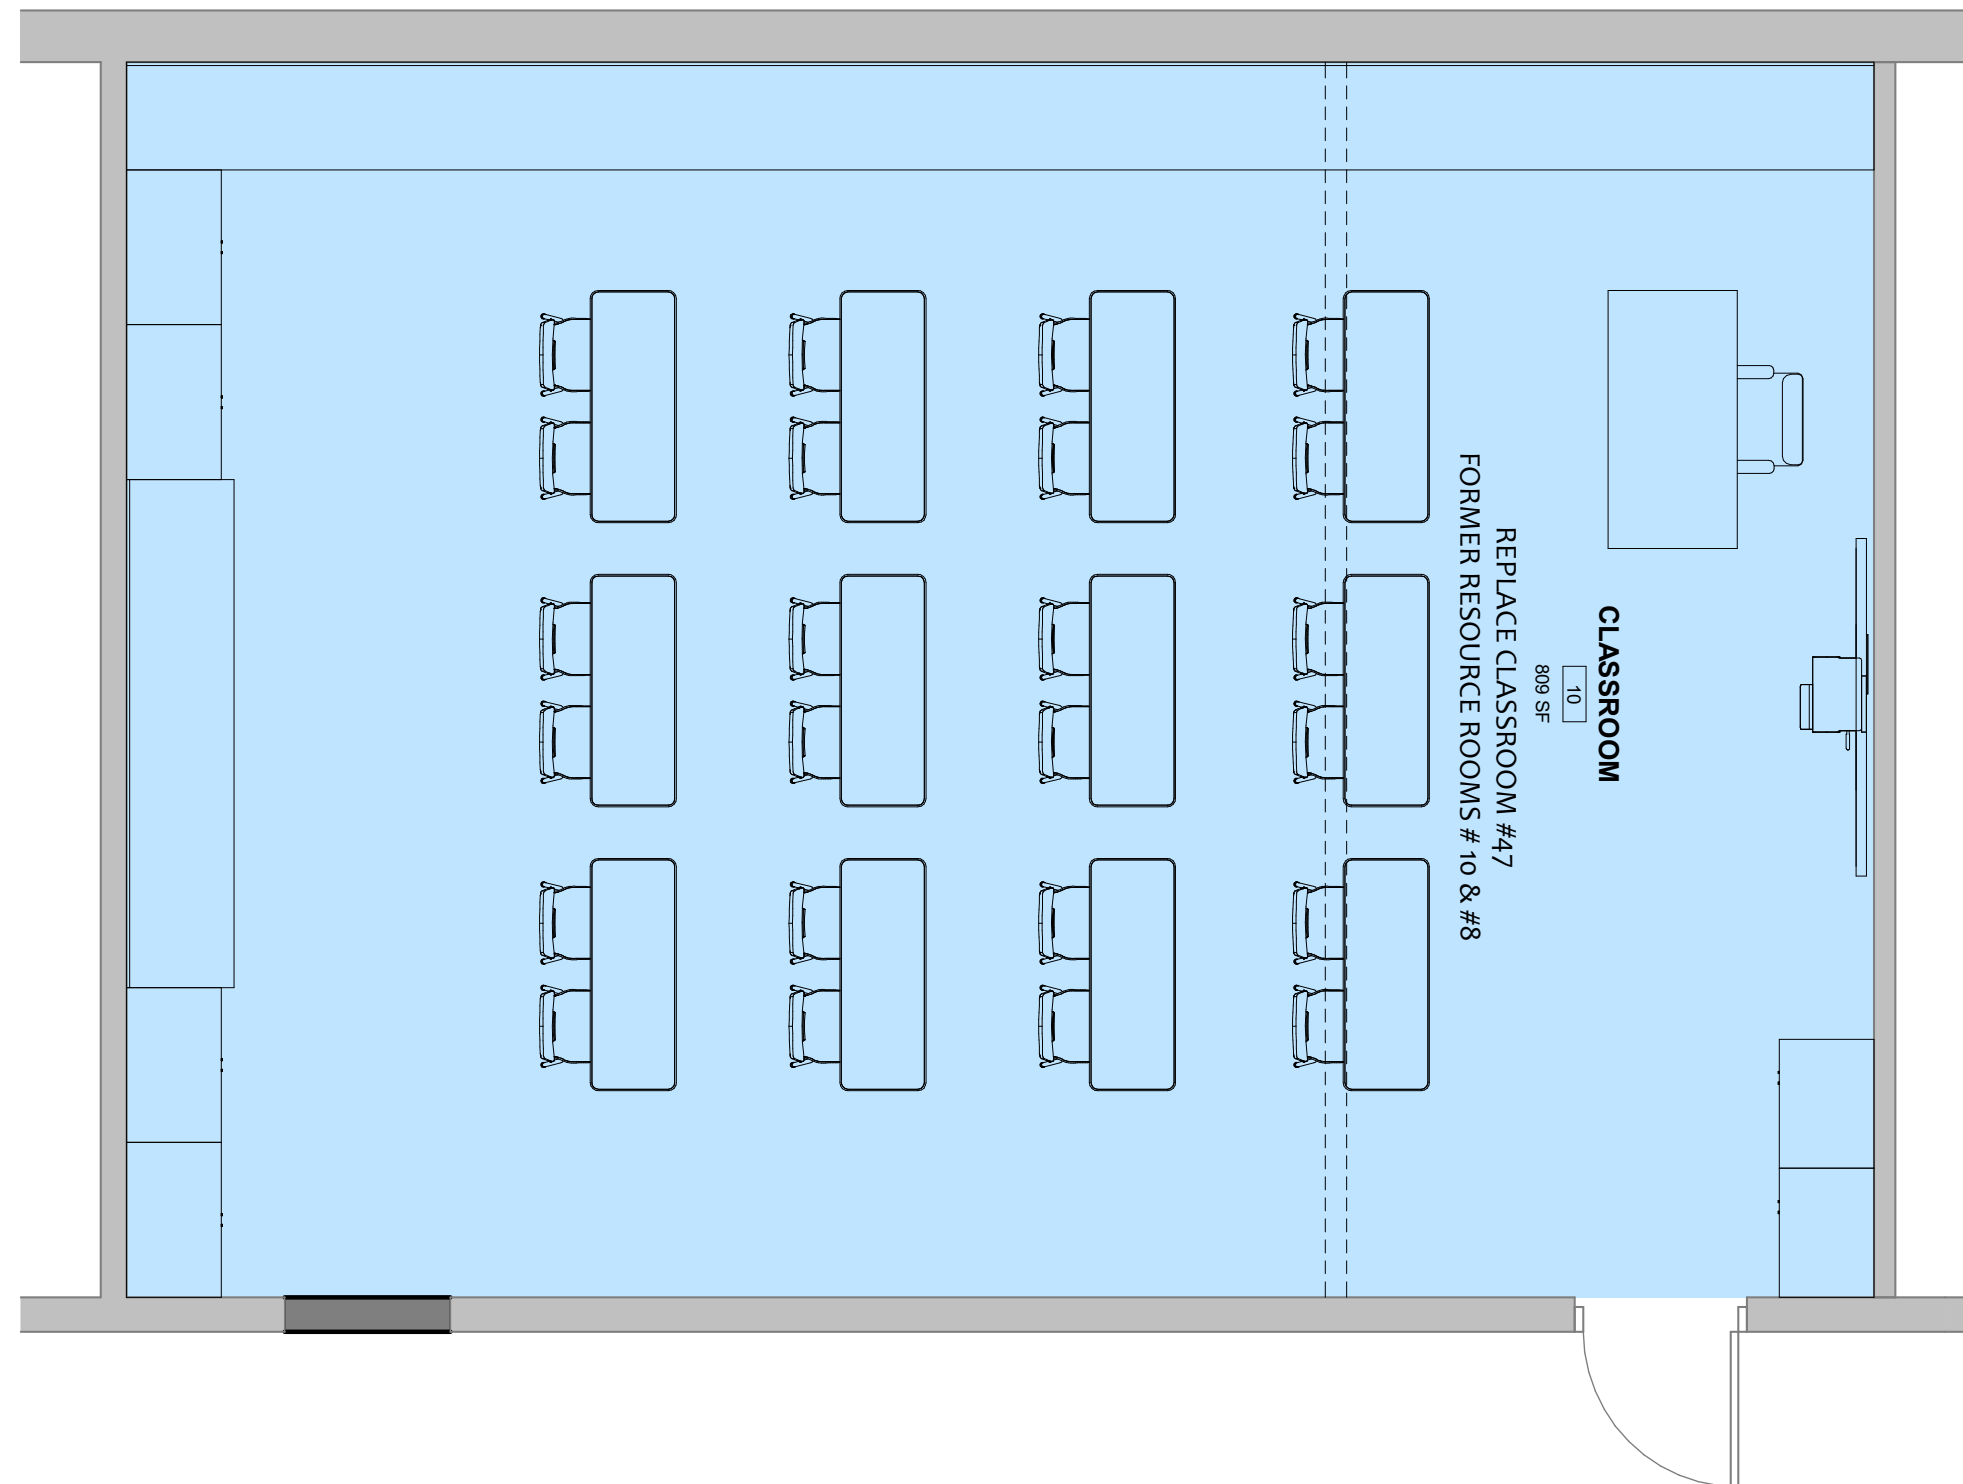 CLASSROOM
10
809 SF
REPLACE CLASSROOM #47
FORMER RESOURCE ROOMS # 10 & #8